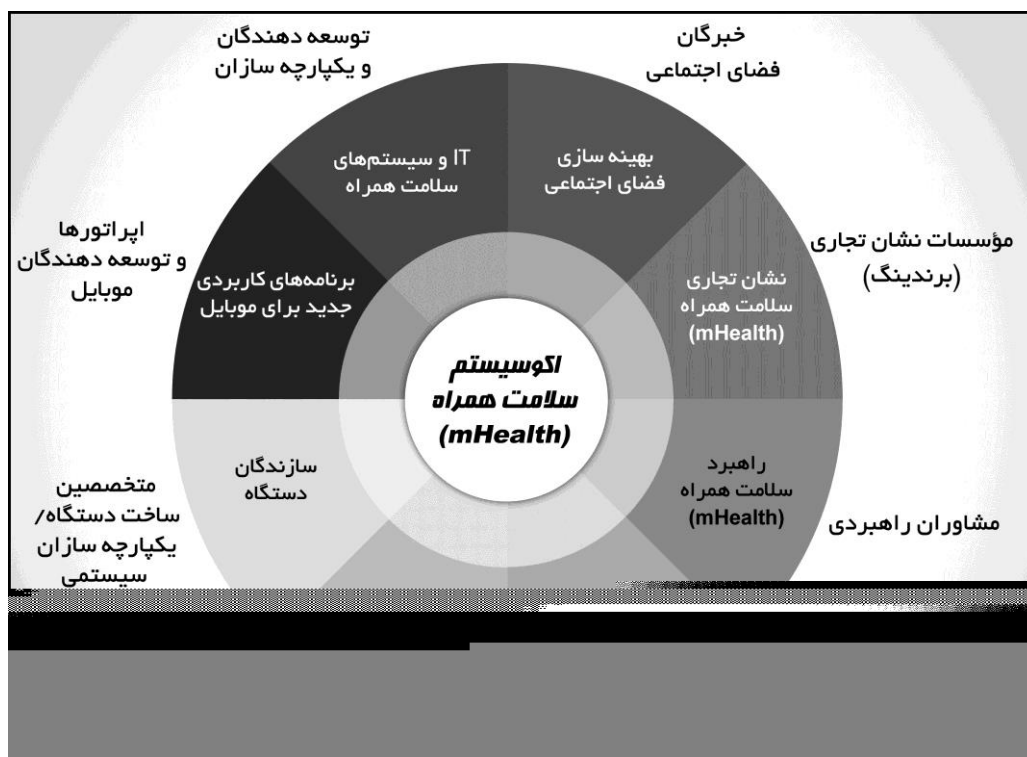 توسعه دهندگان
و یکپارچه سازان
خبرگان
فضای اجتماعی
IT و سیستم‌های
سلامت همراه
بهینه سازی
فضای اجتماعی
اپراتورها
و توسعه دهندگان
موبایل
برنامه‌های کاربردی
جدید برای موبایل
نشان تجاری
سلامت همراه
(mHealth)
مؤسسات نشان تجاری
(برندینگ)
اکوسیستم
سلامت همراه
(mHealth)
سازندگان
دستگاه
راهبرد
سلامت همراه
(mHealth)
متخصصین
ساخت دستگاه/
یکپارچه سازان
سیستمی
مشاوران راهبردی